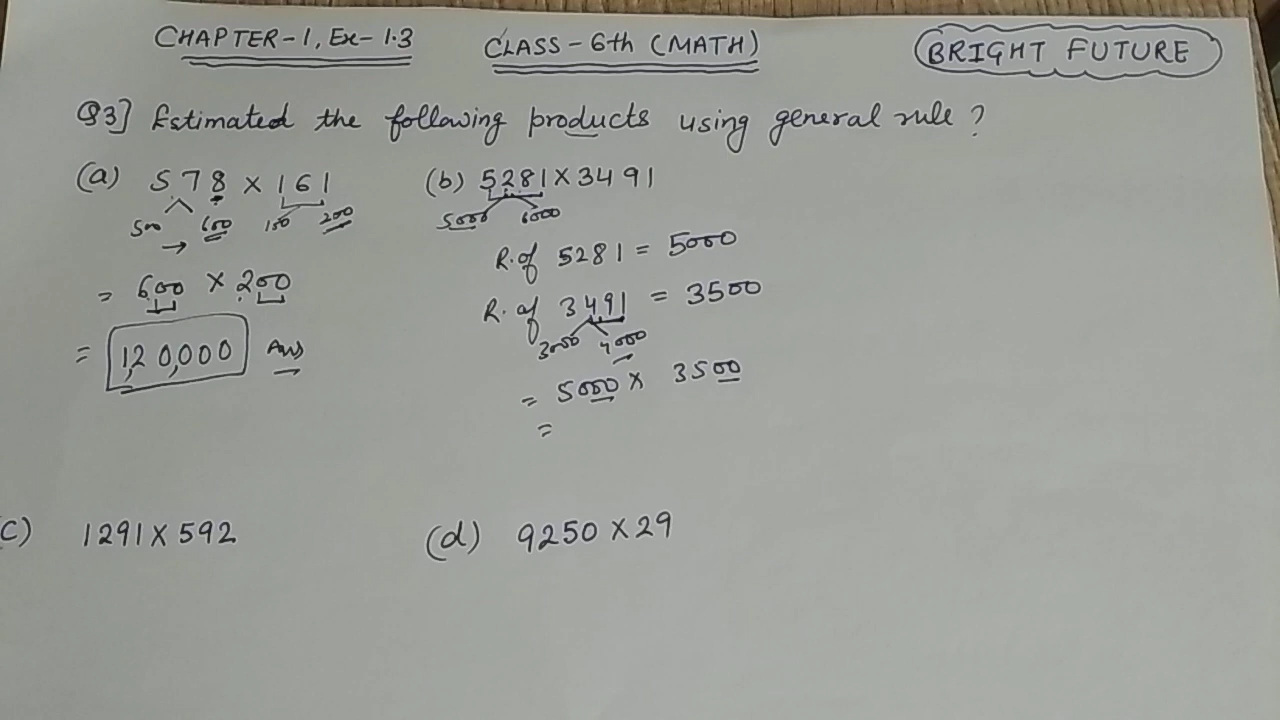 CHAPTER-1, Ex-1.3 CLASS-6th (MATH) BRIGHT FUTURE
Q3] Estimated the following products using general rule ?
(a) 578 × 161
500 600 100 200
= 600 × 200
= 1,20,000 Ans
(b) 5281 × 3491
5000 6000
R. of 5281 = 5000
R. of 3491 = 3500
3000 4000
= 5000 × 3500
=
(C) 1291 × 592
(d) 9250 × 29